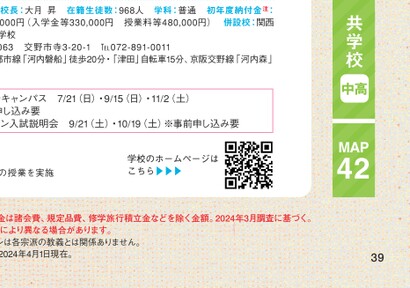 校長：大月 昇 在籍生徒数：968人 学科：普通 初年度納付金注：
000円（入学金等330,000円 授業料等480,000円） 併設校：関西
学校
063 交野市寺3-20-1 TEL072-891-0011
都市線「河内磐船」徒歩20分・「津田」自転車15分、京阪交野線「河内森」
キャンパス 7/21（日）・9/15（日）・11/2（土）
申し込み要
ン入試説明会 9/21（土）・10/19（土）※事前申し込み要
学校のホームページは
こちら▶▶▶
の授業を実施
共学校
中高
MAP
42
金は諸会費、規定品費、修学旅行積立金などを除く金額。2024年3月調査に基づく。
により異なる場合があります。
ンは各宗派の教義とは関係ありません。
2024年4月1日現在。
39